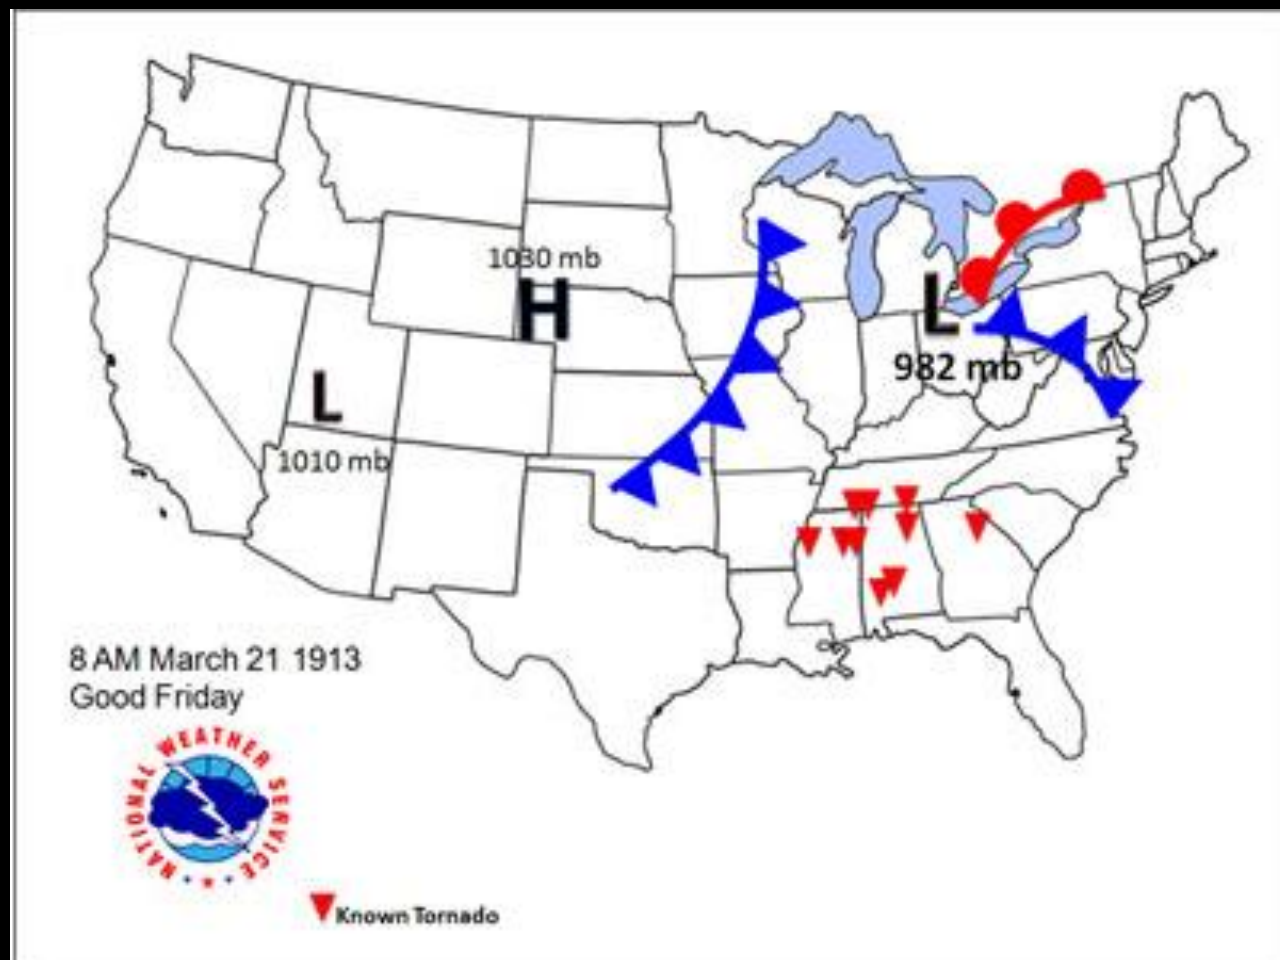 1030 mb
H
L
982 mb
L
1010 mb
8 AM March 21 1913
Good Friday
NATIONAL WEATHER SERVICE
Known Tornado